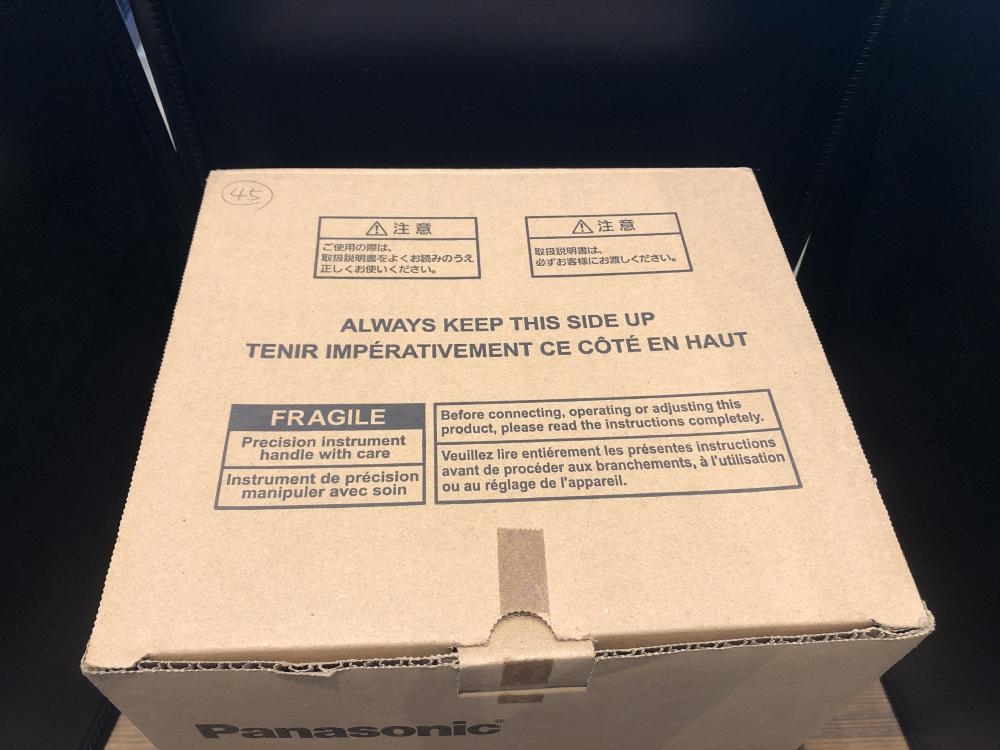 45
⚠注意
ご使用の際は、
取扱説明書をよくお読みのうえ
正しくお使いください。
⚠注意
取扱説明書は、
必ずお客様にお渡しください。
ALWAYS KEEP THIS SIDE UP
TENIR IMPÉRATIVEMENT CE CÔTÉ EN HAUT
FRAGILE
Precision instrument
handle with care
Instrument de précision
manipuler avec soin
Before connecting, operating or adjusting this
product, please read the instructions completely.
Veuillez lire entiérement les présentes instructions
avant de procéder aux branchements, à l'utilisation
ou au réglage de l'appareil.
Panasonic®